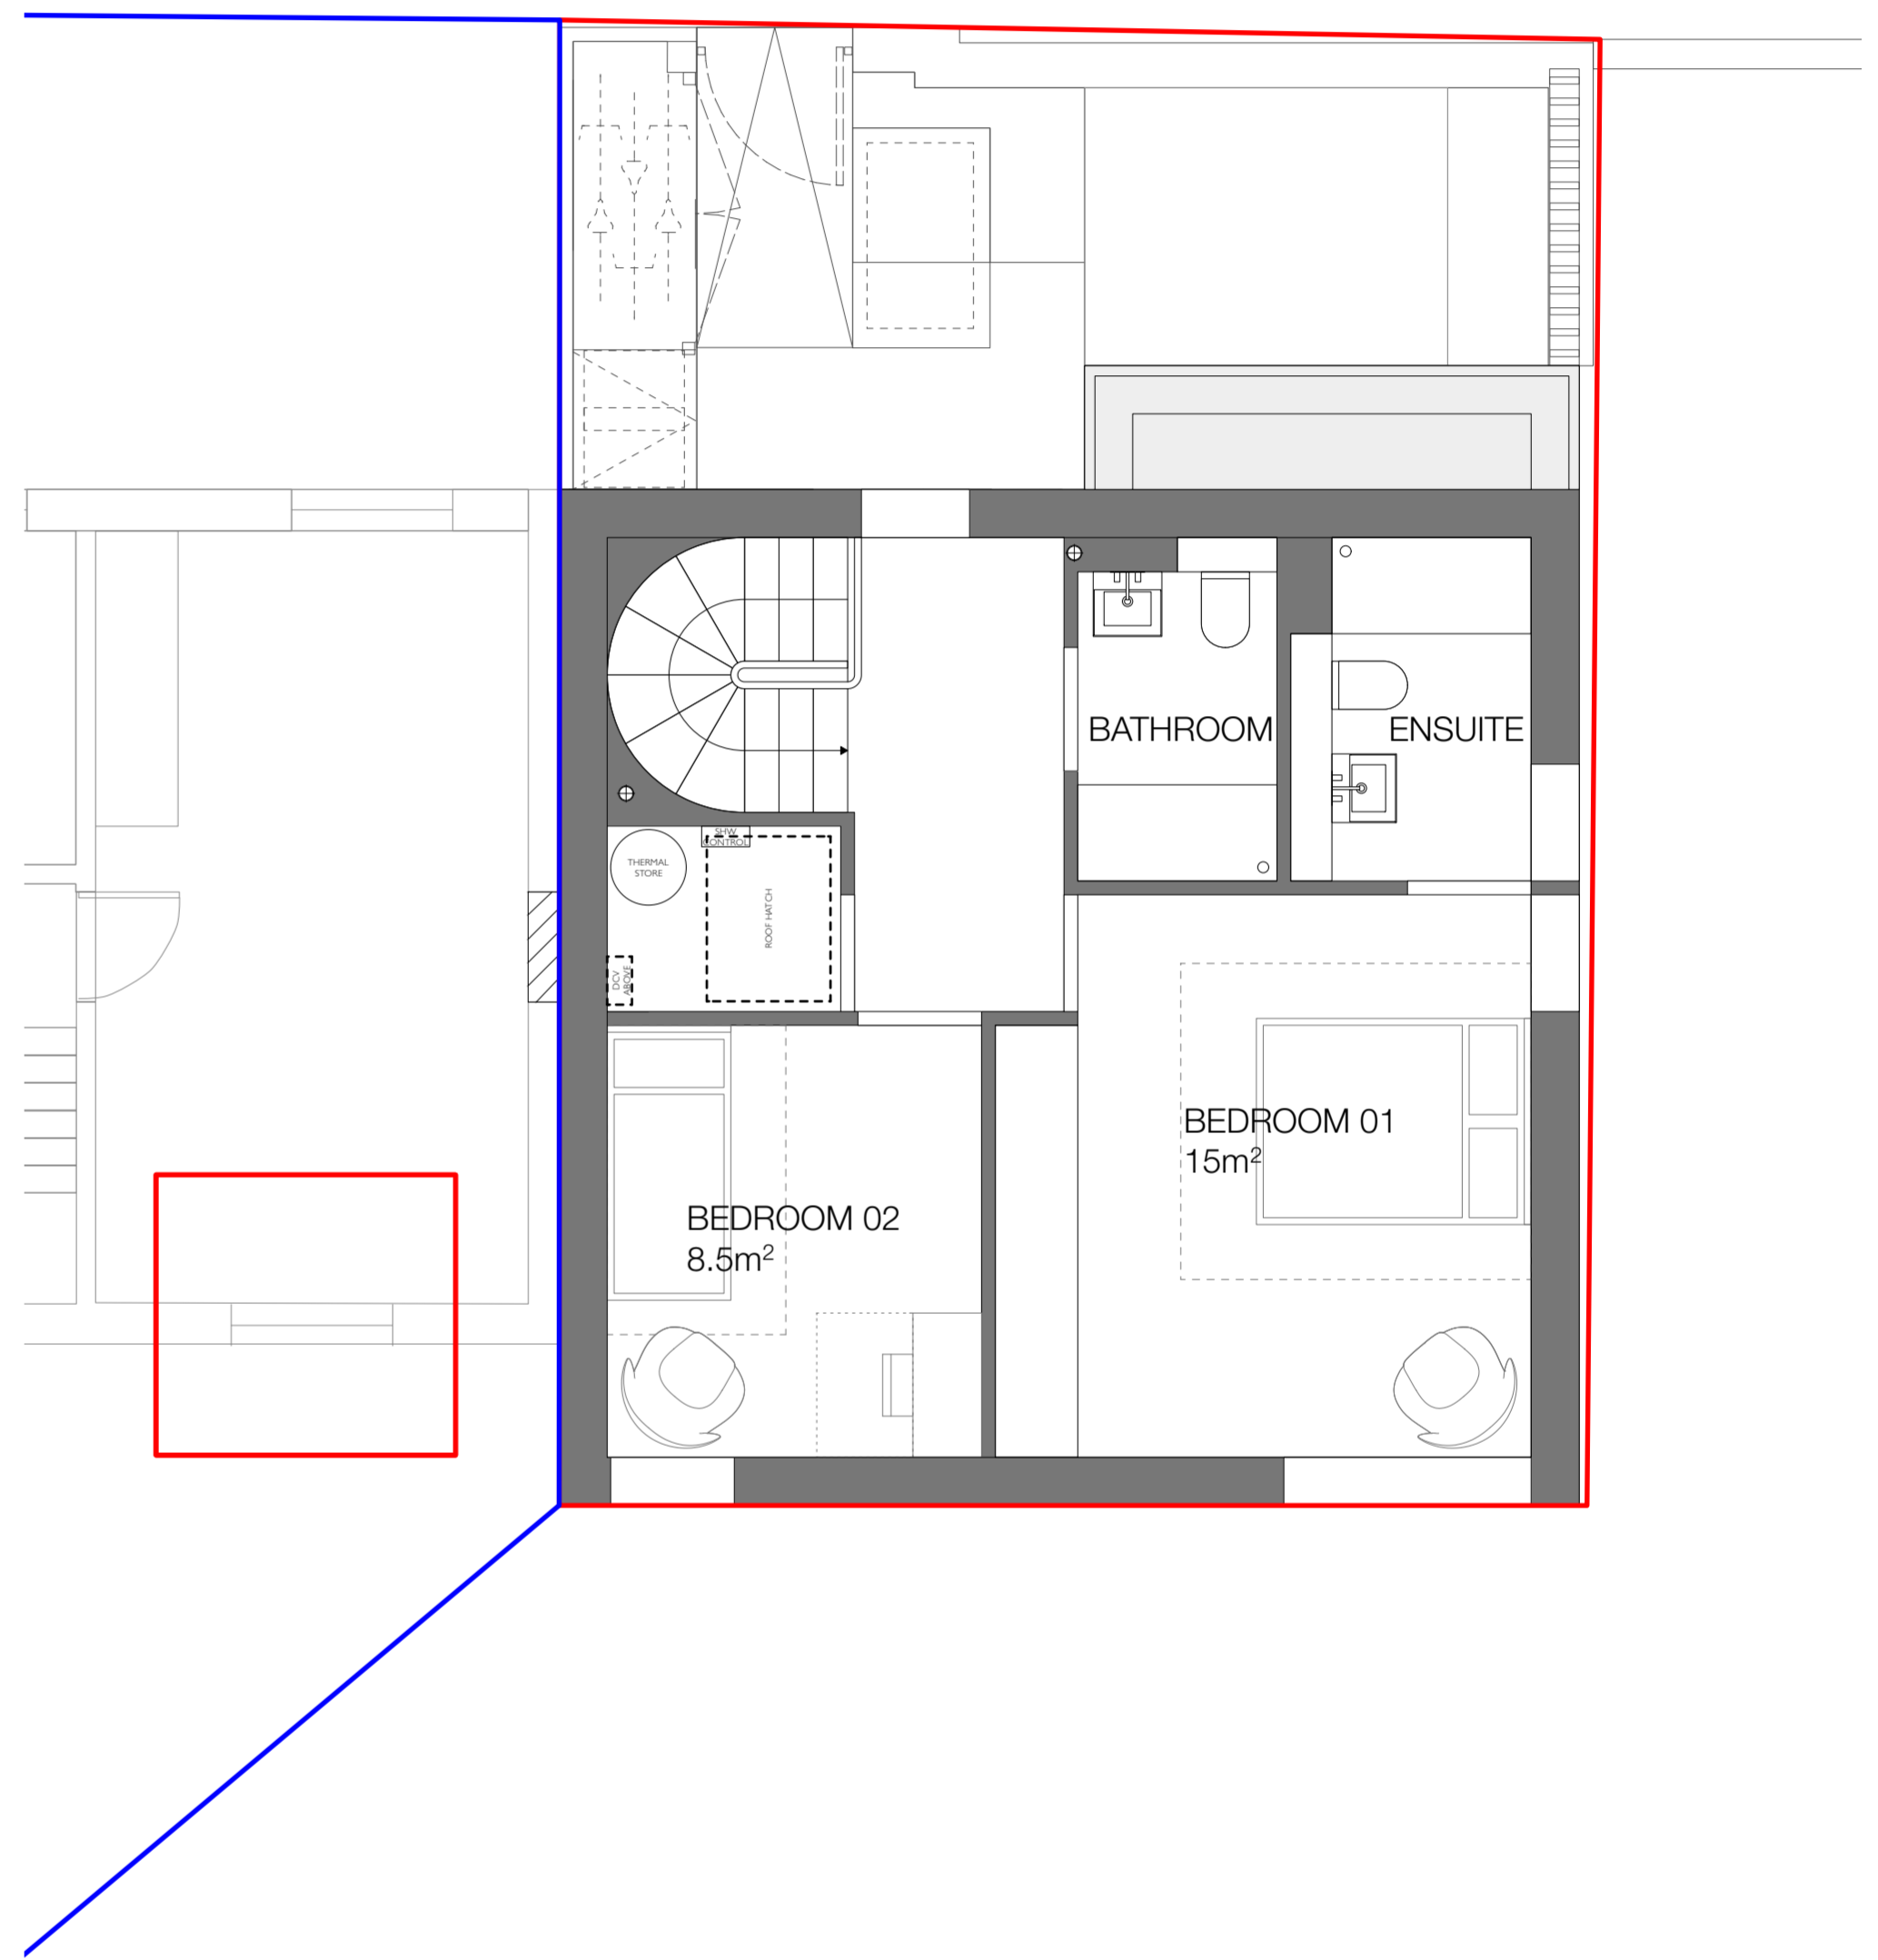 BATHROOM
ENSUITE
SHW
CONTROL
THERMAL
STORE
ROOF HATCH
DCV
ABOVE
BEDROOM 01
15m²
BEDROOM 02
8.5m²